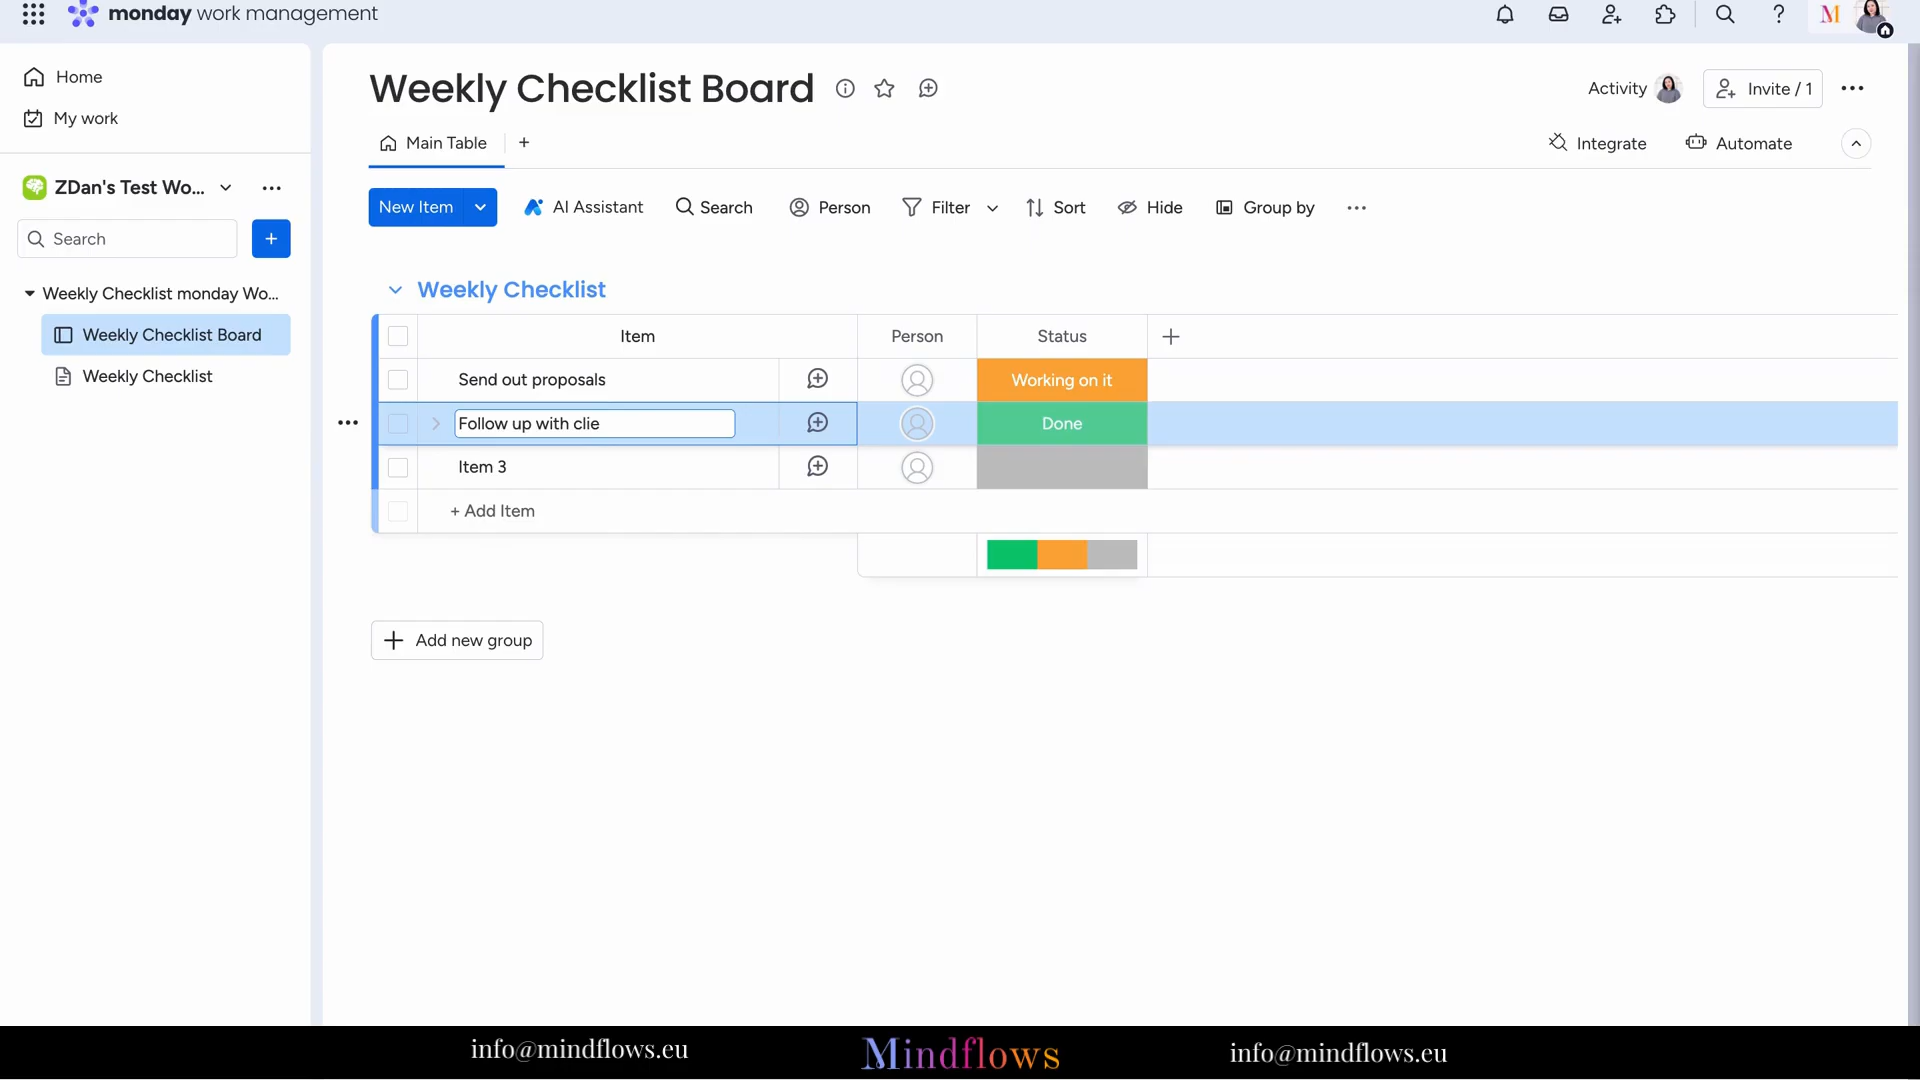 monday work management
M
Home
My work
ZDan's Test Wo...
Search
Weekly Checklist monday Wo...
Weekly Checklist Board
Weekly Checklist
Weekly Checklist Board
Activity
Invite / 1
Main Table
Integrate
Automate
New Item
AI Assistant
Search
Person
Filter
Sort
Hide
Group by
Weekly Checklist
Item Person Status
Send out proposals Working on it
Follow up with clie Done
Item 3
+ Add Item
Add new group
info@mindflows.eu Mindflows info@mindflows.eu